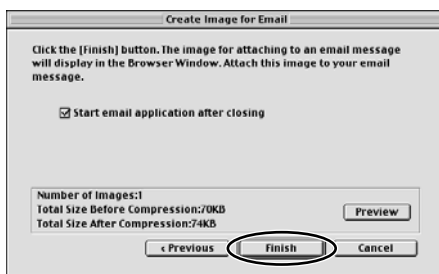 Create Image for Email
Click the [Finish] button. The image for attaching to an email message
will display in the Browser Window. Attach this image to your email
message.
Start email application after closing
Number of Images:1
Total Size Before Compression:70KB
Total Size After Compression:74KB
Preview
‹ Previous Finish Cancel